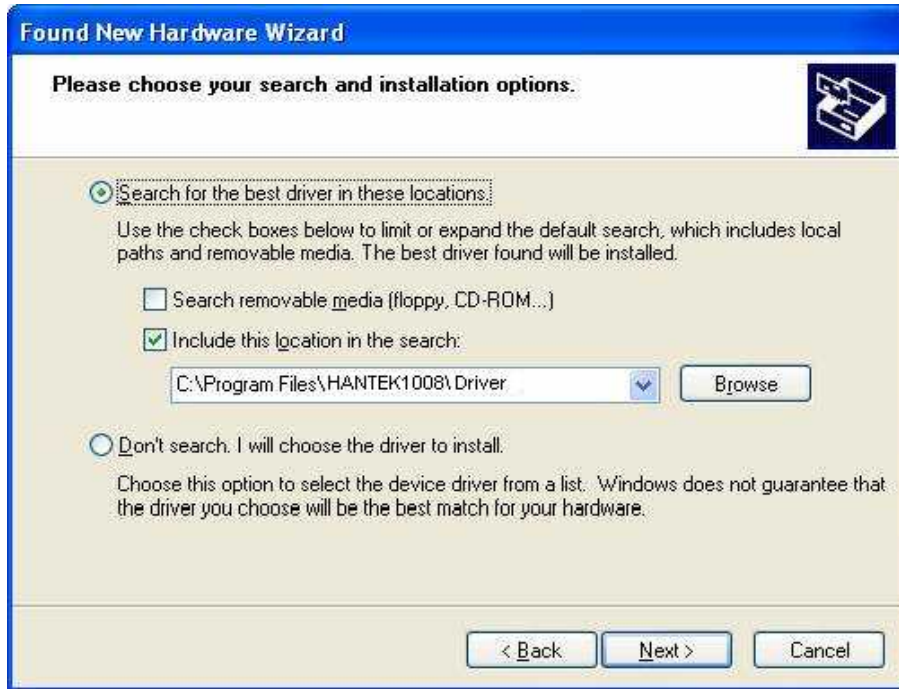 Found New Hardware Wizard
Please choose your search and installation options.
Search for the best driver in these locations.
Use the check boxes below to limit or expand the default search, which includes local
paths and removable media. The best driver found will be installed.
Search removable media (floppy, CD-ROM...)
Include this location in the search:
C:\Program Files\HANTEK1008\Driver
Browse
Don't search. I will choose the driver to install.
Choose this option to select the device driver from a list. Windows does not guarantee that
the driver you choose will be the best match for your hardware.
< Back
Next >
Cancel